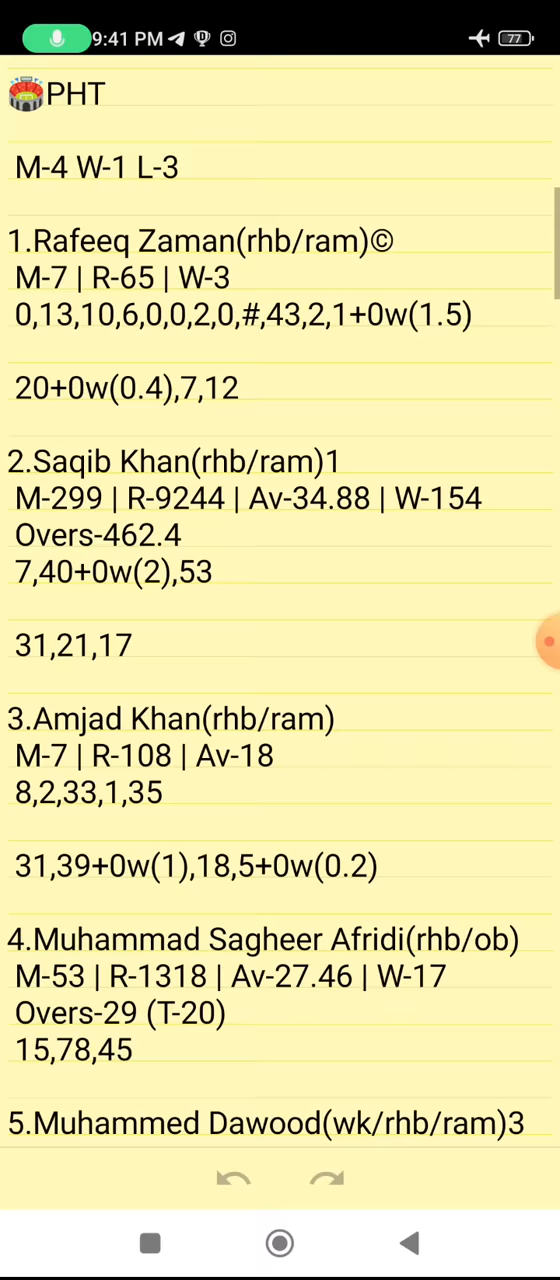 9:41 PM
77
PHT
M-4 W-1 L-3
1.Rafeeq Zaman(rhb/ram)©
M-7 | R-65 | W-3
0,13,10,6,0,0,2,0,#,43,2,1+0w(1.5)
20+0w(0.4),7,12
2.Saqib Khan(rhb/ram)1
M-299 | R-9244 | Av-34.88 | W-154
Overs-462.4
7,40+0w(2),53
31,21,17
3.Amjad Khan(rhb/ram)
M-7 | R-108 | Av-18
8,2,33,1,35
31,39+0w(1),18,5+0w(0.2)
4.Muhammad Sagheer Afridi(rhb/ob)
M-53 | R-1318 | Av-27.46 | W-17
Overs-29 (T-20)
15,78,45
5.Muhammed Dawood(wk/rhb/ram)3